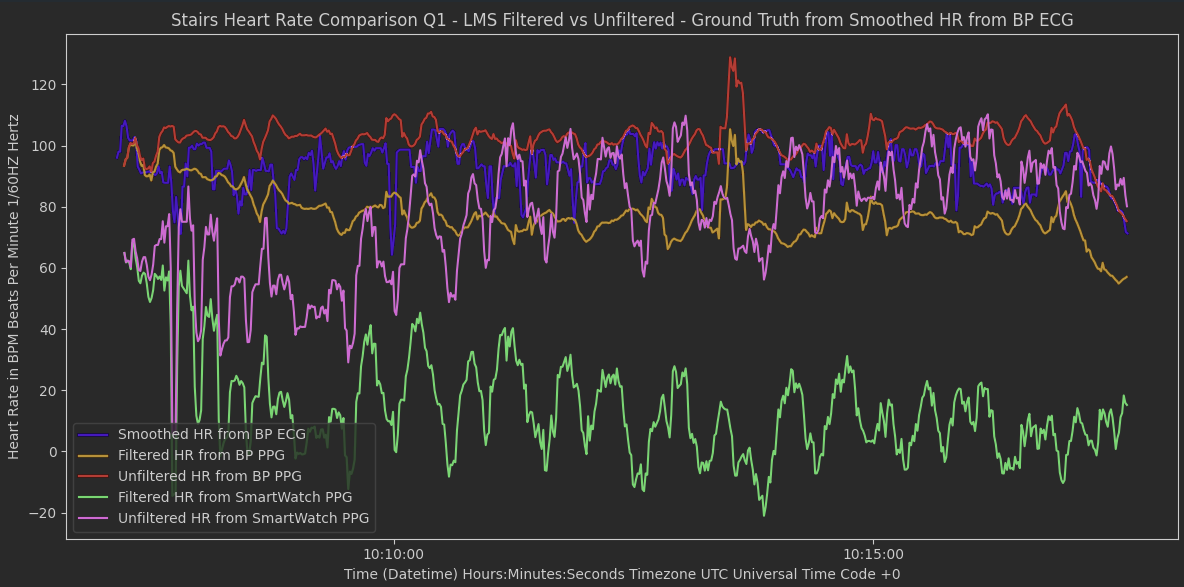 Stairs Heart Rate Comparison Q1 - LMS Filtered vs Unfiltered - Ground Truth from Smoothed HR from BP ECG
Heart Rate in BPM Beats Per Minute 1/60HZ Hertz
120
100
80
60
40
20
0
−20
Smoothed HR from BP ECG
Filtered HR from BP PPG
Unfiltered HR from BP PPG
Filtered HR from SmartWatch PPG
Unfiltered HR from SmartWatch PPG
10:10:00
10:15:00
Time (Datetime) Hours:Minutes:Seconds Timezone UTC Universal Time Code +0